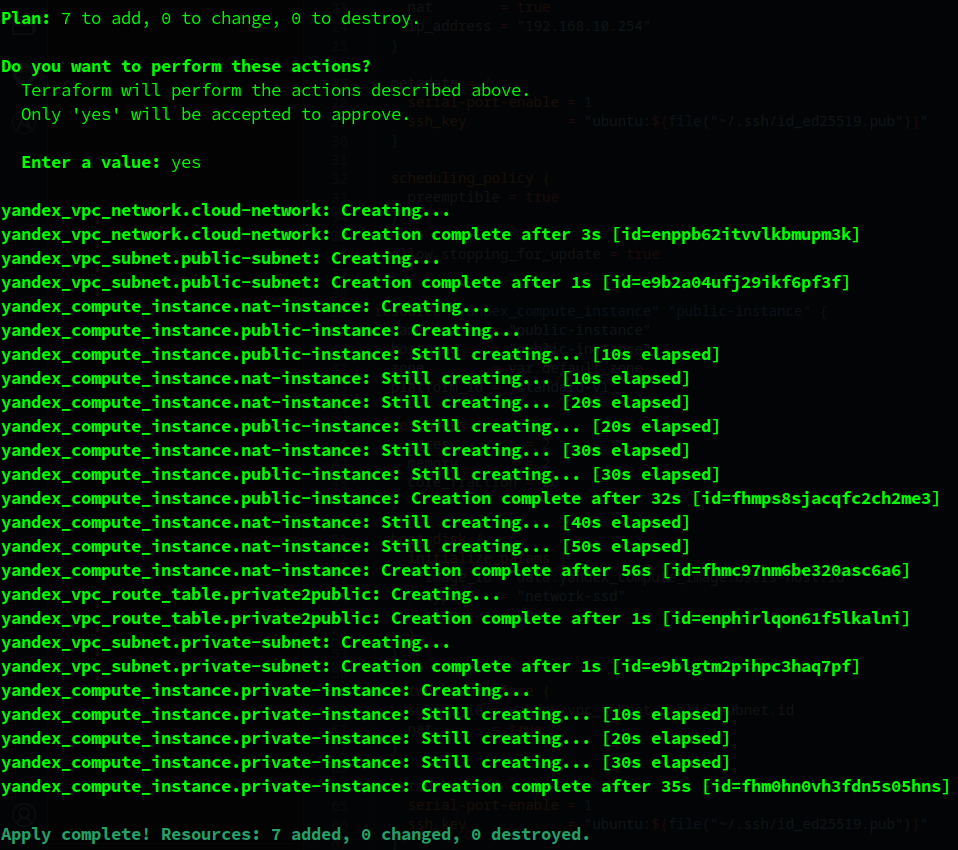 Plan: 7 to add, 0 to change, 0 to destroy.
Do you want to perform these actions?
Terraform will perform the actions described above.
Only 'yes' will be accepted to approve.
Enter a value: yes
yandex_vpc_network.cloud-network: Creating...
yandex_vpc_network.cloud-network: Creation complete after 3s [id=enppb62itvvlkbmupm3k]
yandex_vpc_subnet.public-subnet: Creating...
yandex_vpc_subnet.public-subnet: Creation complete after 1s [id=e9b2a04ufj29ikf6pf3f]
yandex_compute_instance.nat-instance: Creating...
yandex_compute_instance.public-instance: Creating...
yandex_compute_instance.public-instance: Still creating... [10s elapsed]
yandex_compute_instance.nat-instance: Still creating... [10s elapsed]
yandex_compute_instance.nat-instance: Still creating... [20s elapsed]
yandex_compute_instance.public-instance: Still creating... [20s elapsed]
yandex_compute_instance.nat-instance: Still creating... [30s elapsed]
yandex_compute_instance.public-instance: Still creating... [30s elapsed]
yandex_compute_instance.public-instance: Creation complete after 32s [id=fhmps8sjacqfc2ch2me3]
yandex_compute_instance.nat-instance: Still creating... [40s elapsed]
yandex_compute_instance.nat-instance: Still creating... [50s elapsed]
yandex_compute_instance.nat-instance: Creation complete after 56s [id=fhmc97nm6be320asc6a6]
yandex_vpc_route_table.private2public: Creating...
yandex_vpc_route_table.private2public: Creation complete after 1s [id=enphirlqon61f5lkalni]
yandex_vpc_subnet.private-subnet: Creating...
yandex_vpc_subnet.private-subnet: Creation complete after 1s [id=e9blgtm2pihpc3haq7pf]
yandex_compute_instance.private-instance: Creating...
yandex_compute_instance.private-instance: Still creating... [10s elapsed]
yandex_compute_instance.private-instance: Still creating... [20s elapsed]
yandex_compute_instance.private-instance: Still creating... [30s elapsed]
yandex_compute_instance.private-instance: Creation complete after 35s [id=fhm0hn0vh3fdn5s05hns]
Apply complete! Resources: 7 added, 0 changed, 0 destroyed.